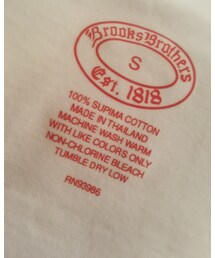 Brooks Brothers
S
Est. 1818
100% SUPIMA COTTON
MADE IN THAILAND
MACHINE WASH WARM
WITH LIKE COLORS ONLY
NON-CHLORINE BLEACH
TUMBLE DRY LOW
RN93986